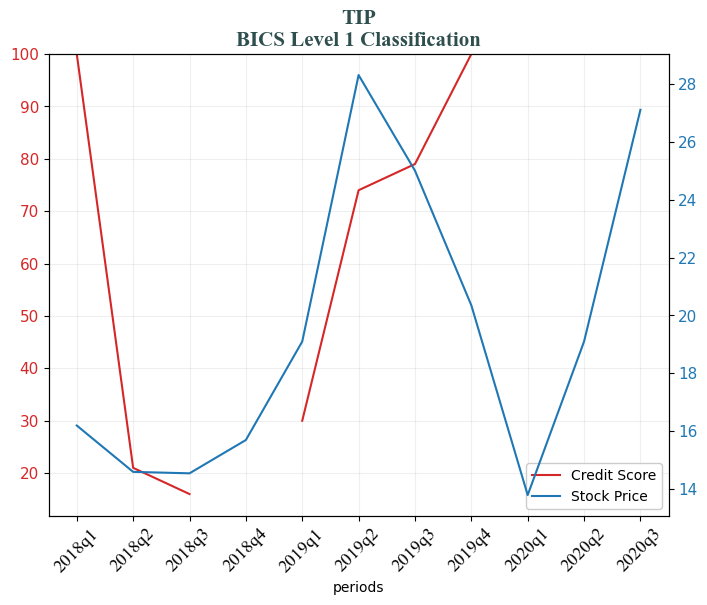 TIP
BICS Level 1 Classification
100
90
80
70
60
50
40
30
20
28
26
24
22
20
18
16
14
Credit Score
Stock Price
2018q1
2018q2
2018q3
2018q4
2019q1
2019q2
2019q3
2019q4
2020q1
2020q2
2020q3
periods